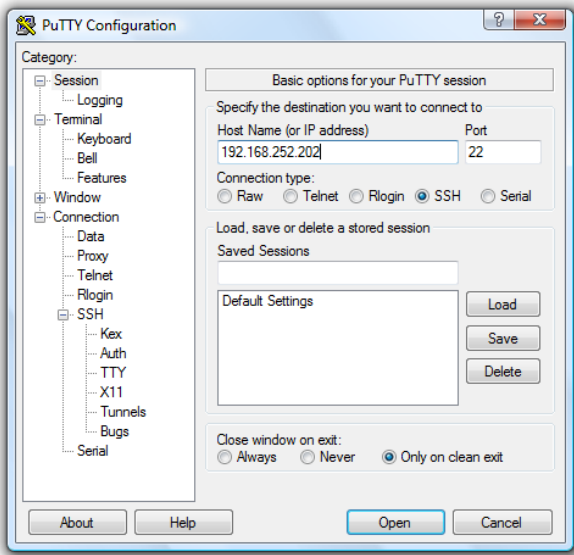 PuTTY Configuration
?
Category:
Session
Logging
Terminal
Keyboard
Bell
Features
Window
Connection
Data
Proxy
Telnet
Rlogin
SSH
Kex
Auth
TTY
X11
Tunnels
Bugs
Serial
Basic options for your PuTTY session
Specify the destination you want to connect to
Host Name (or IP address) Port
192.168.252.202 22
Connection type:
Raw Telnet Rlogin SSH Serial
Load, save or delete a stored session
Saved Sessions
Default Settings
Load
Save
Delete
Close window on exit:
Always Never Only on clean exit
About Help Open Cancel